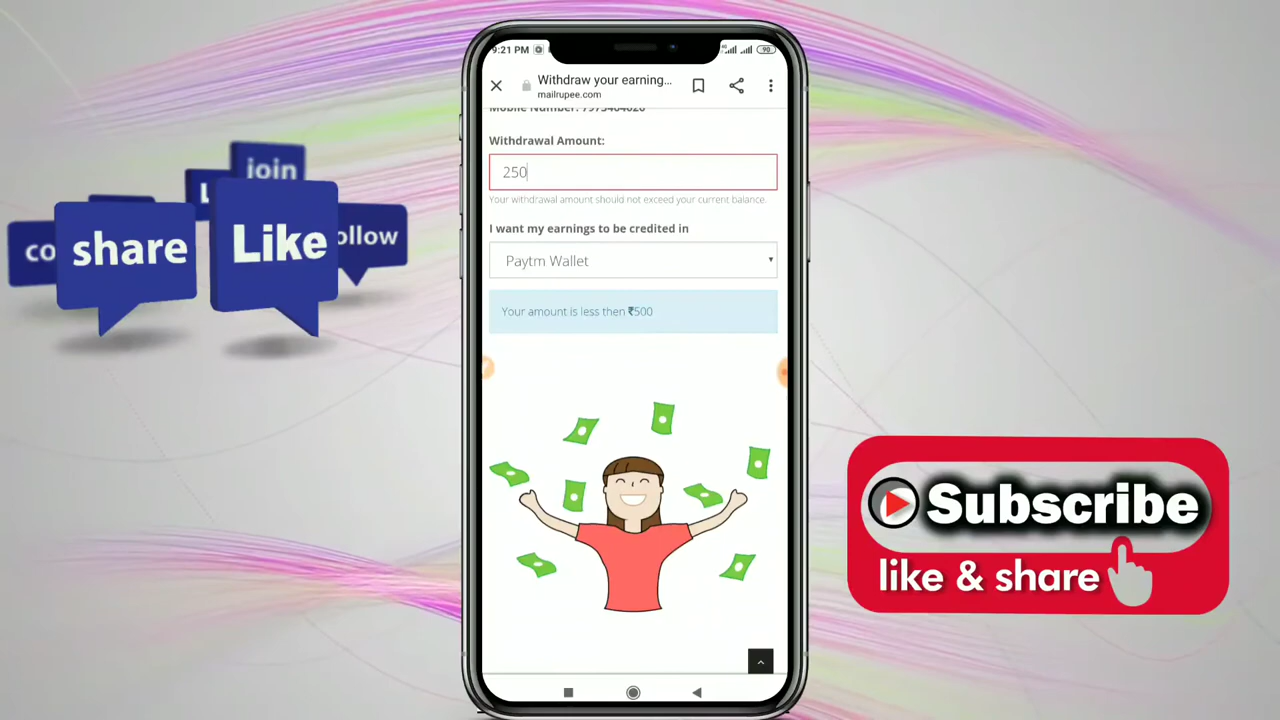 9:21 PM
90
Withdraw your earning...
mailrupee.com
Withdrawal Amount:
250
Your withdrawal amount should not exceed your current balance.
I want my earnings to be credited in
Paytm Wallet
Your amount is less then ₹500
join
L
co
share
Like
ollow
Subscribe
like & share